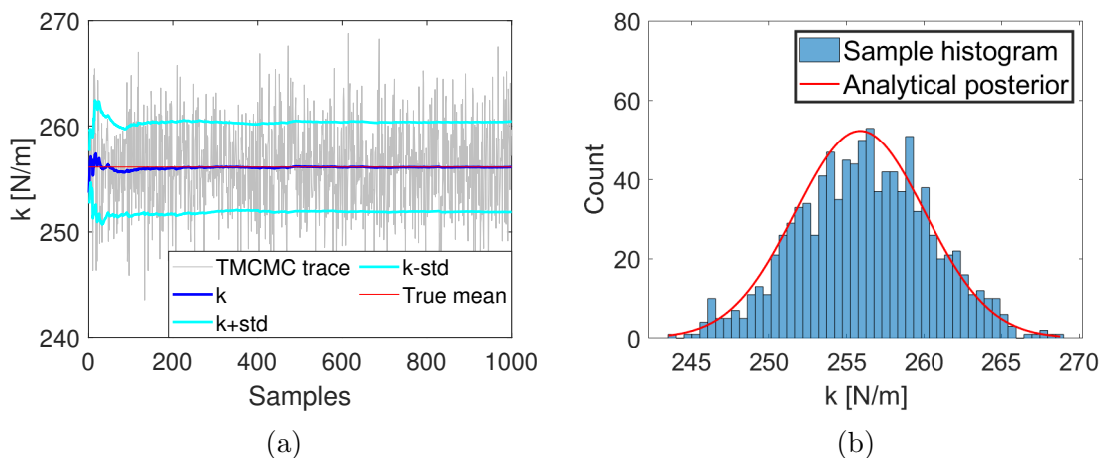 270
260
250
240
k [N/m]
TMCMC trace
k
k+std
k-std
True mean
0 200 400 600 800 1000
Samples
(a)
80
60
40
20
0
Count
Sample histogram
Analytical posterior
245 250 255 260 265 270
k [N/m]
(b)